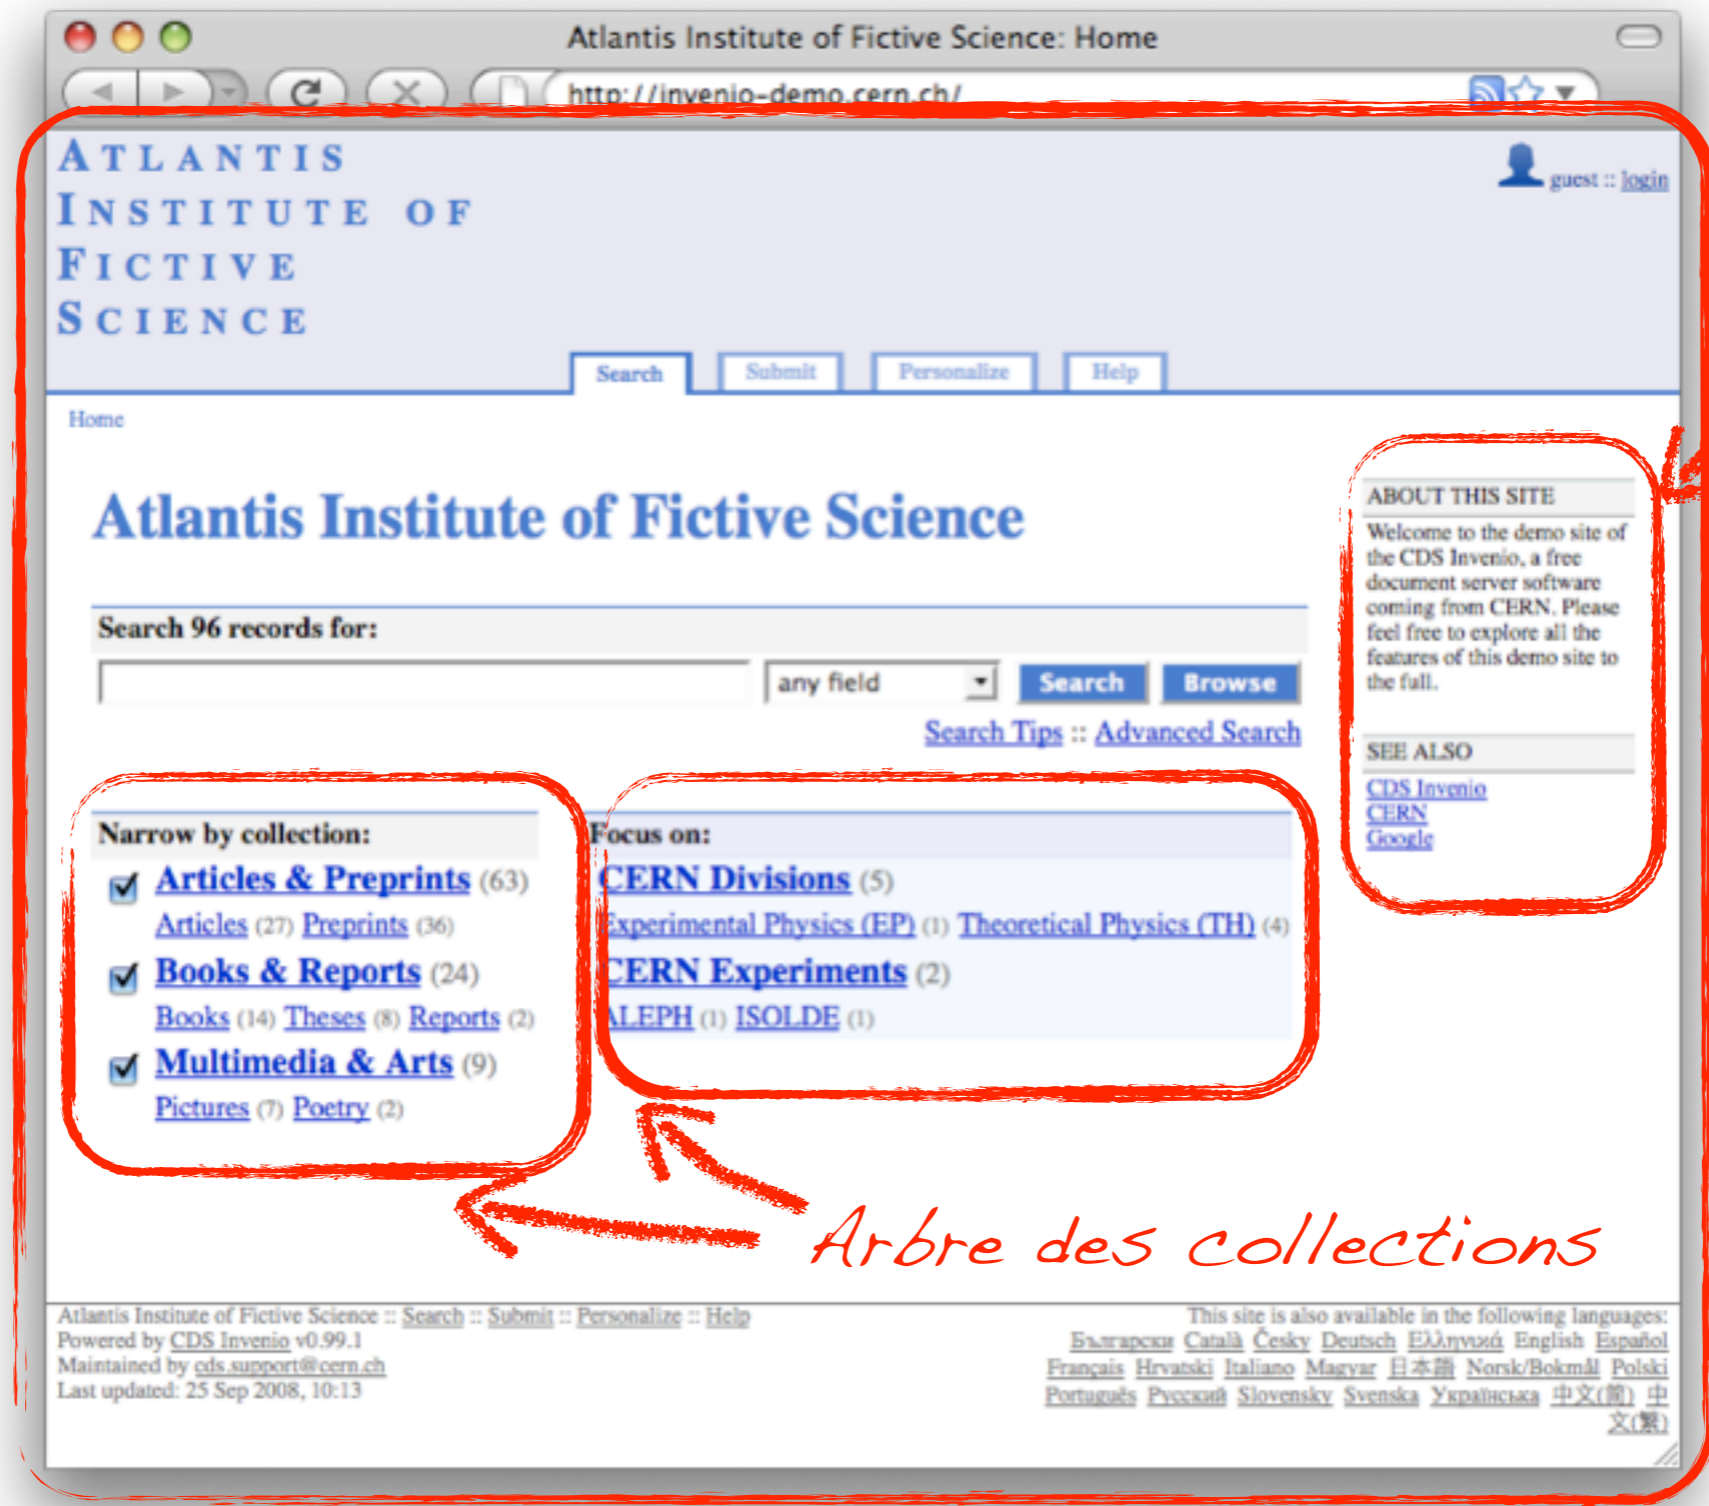 Atlantis Institute of Fictive Science: Home
http://invenio-demo.cern.ch/
ATLANTIS
INSTITUTE OF
FICTIVE
SCIENCE
guest :: login
Search Submit Personalize Help
Home
Atlantis Institute of Fictive Science
Search 96 records for:
any field Search Browse
Search Tips :: Advanced Search
Narrow by collection:
Articles & Preprints (63)
Articles (27) Preprints (36)
Books & Reports (24)
Books (14) Theses (8) Reports (2)
Multimedia & Arts (9)
Pictures (7) Poetry (2)
Focus on:
CERN Divisions (5)
Experimental Physics (EP) (1) Theoretical Physics (TH) (4)
CERN Experiments (2)
ALEPH (1) ISOLDE (1)
ABOUT THIS SITE
Welcome to the demo site of
the CDS Invenio, a free
document server software
coming from CERN. Please
feel free to explore all the
features of this demo site to
the full.
SEE ALSO
CDS Invenio
CERN
Google
Arbre des collections
Atlantis Institute of Fictive Science :: Search :: Submit :: Personalize :: Help
Powered by CDS Invenio v0.99.1
Maintained by cds.support@cern.ch
Last updated: 25 Sep 2008, 10:13
This site is also available in the following languages:
Български Català Česky Deutsch Ελληνικά English Español
Français Hrvatski Italiano Magyar 日本語 Norsk/Bokmål Polski
Português Русский Slovensky Svenska Українська 中文(简) 中
文(繁)